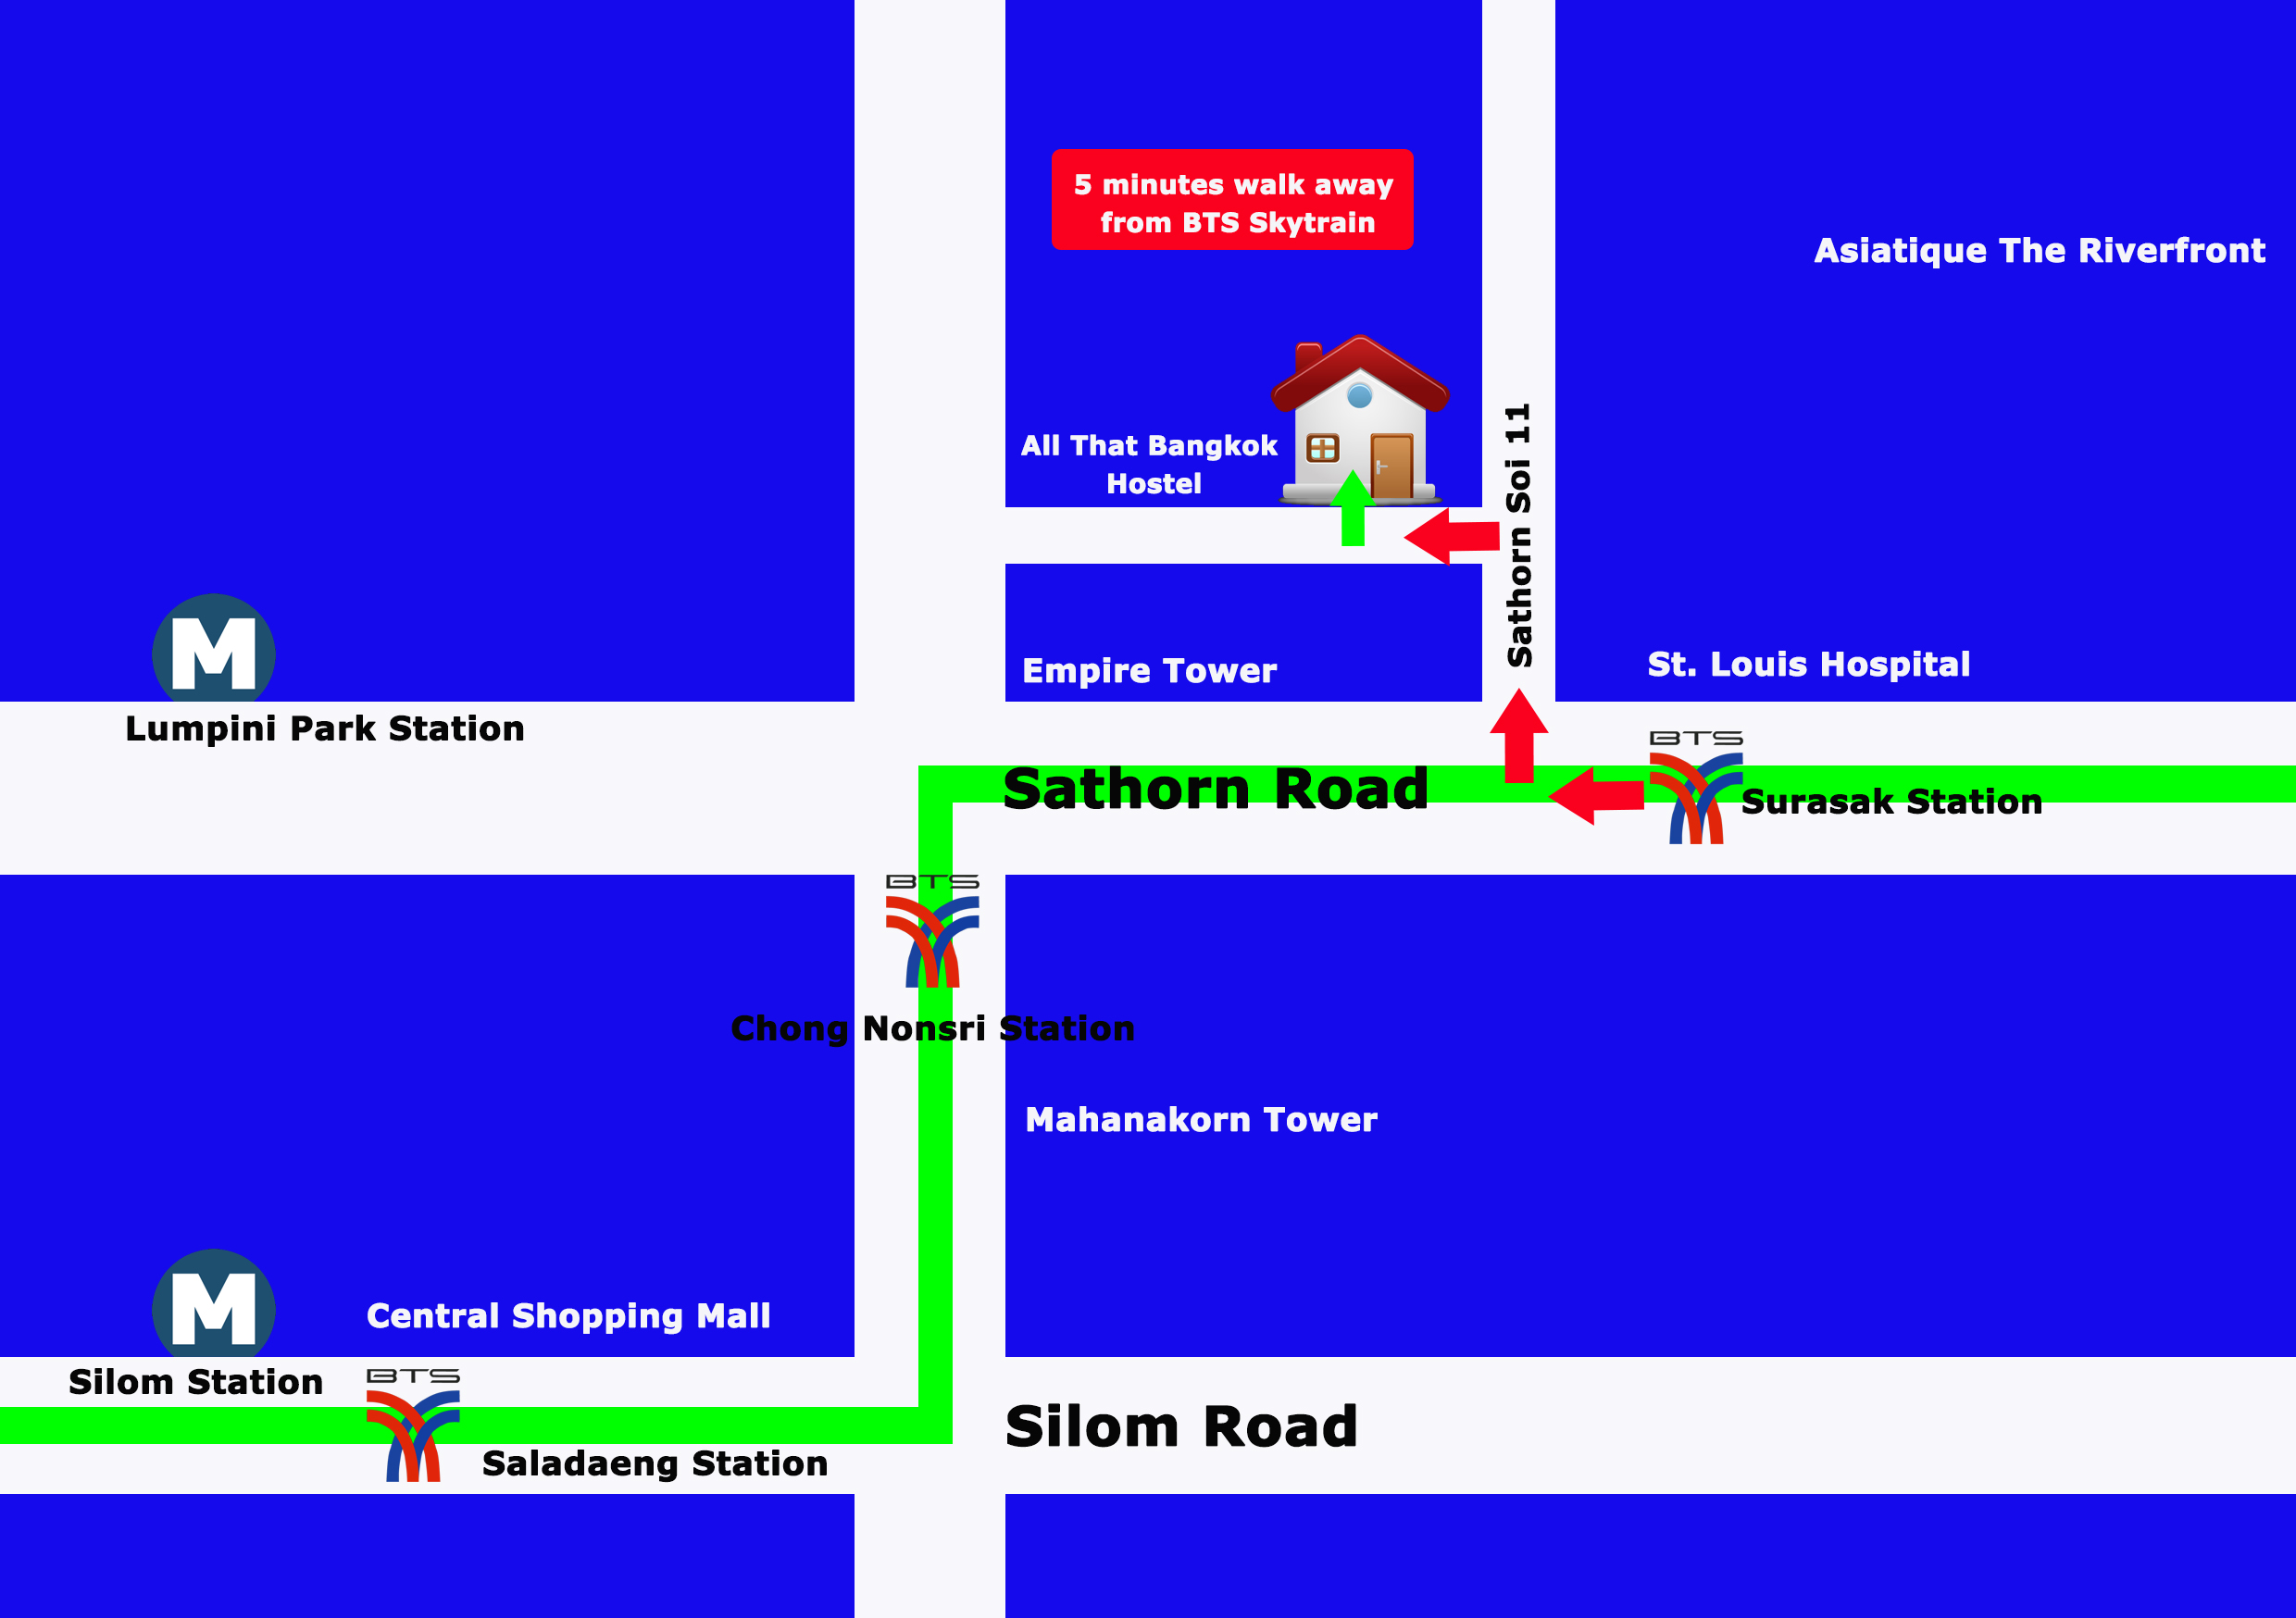 5 minutes walk away
from BTS Skytrain
Asiatique The Riverfront
All That Bangkok
Hostel
Sathorn Soi 11
Empire Tower
St. Louis Hospital
M
Lumpini Park Station
BTS
Sathorn Road
Surasak Station
BTS
Chong Nonsri Station
Mahanakorn Tower
M
Central Shopping Mall
Silom Station
BTS
Silom Road
Saladaeng Station